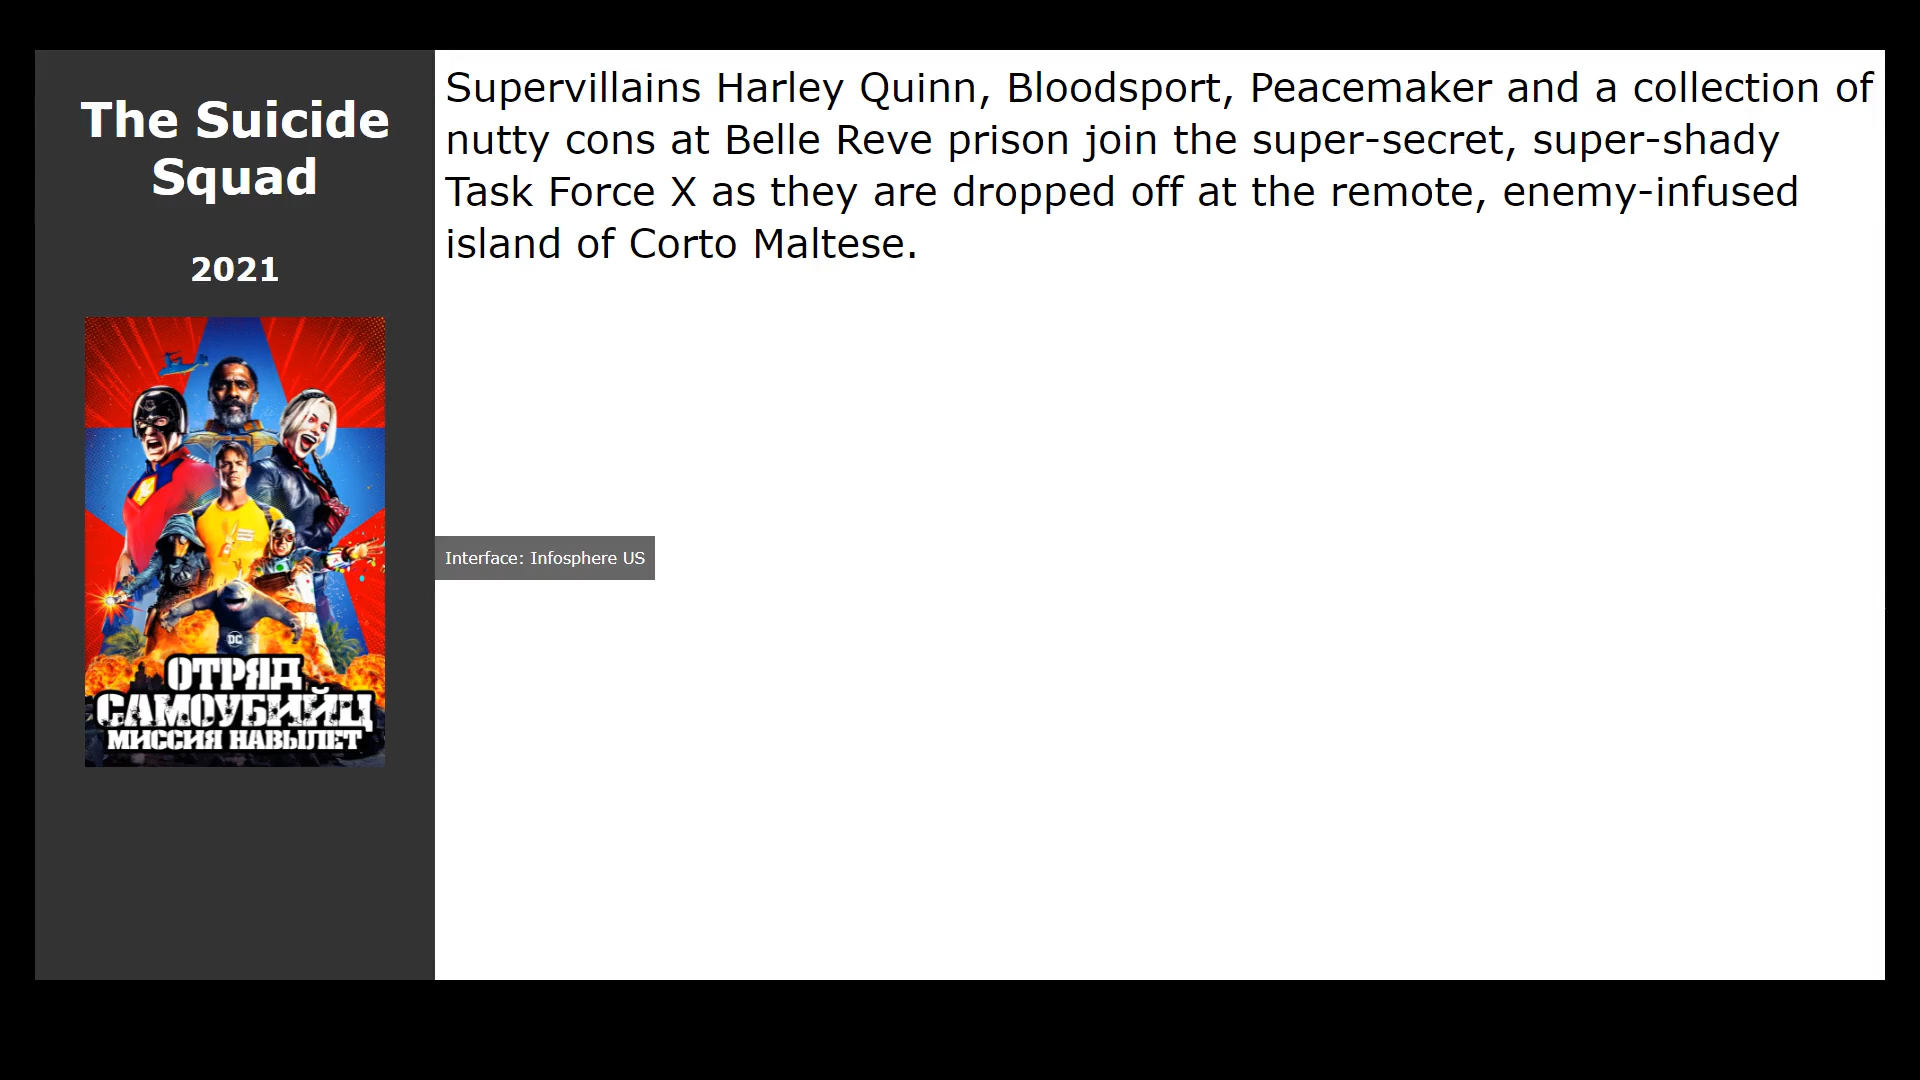 The Suicide
Squad
2021
DC
ОТРЯД
САМОУБИЙЦ
МИССИЯ НАВЫЛЕТ
Supervillains Harley Quinn, Bloodsport, Peacemaker and a collection of
nutty cons at Belle Reve prison join the super-secret, super-shady
Task Force X as they are dropped off at the remote, enemy-infused
island of Corto Maltese.
Interface: Infosphere US